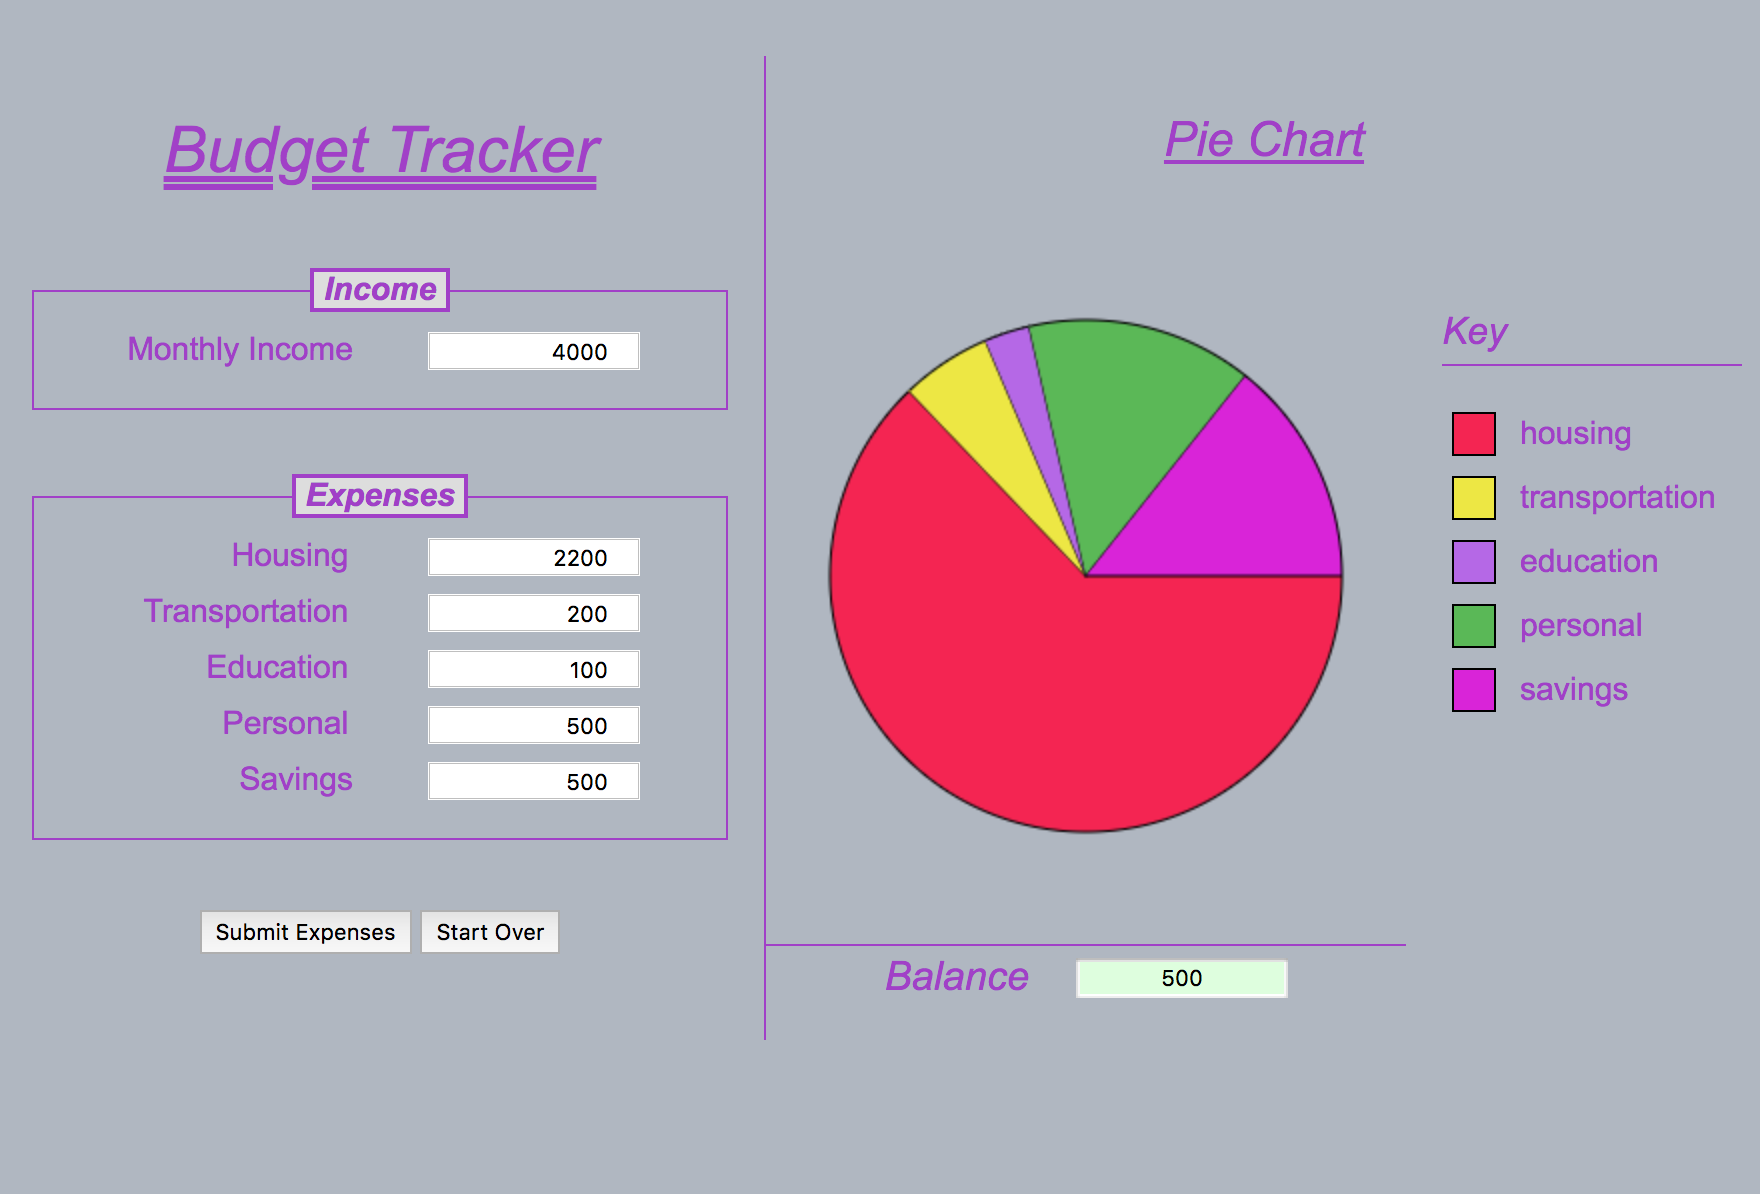 Budget Tracker
Income
Monthly Income 4000
Expenses
Housing 2200
Transportation 200
Education 100
Personal 500
Savings 500
Submit Expenses Start Over
Pie Chart
Key
housing
transportation
education
personal
savings
Balance 500